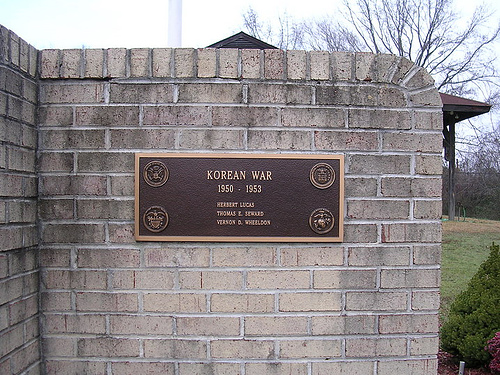 KOREAN WAR
1950 - 1953
HERBERT LUCAS
THOMAS E. SEWARD
VERNON D. WHEELDON